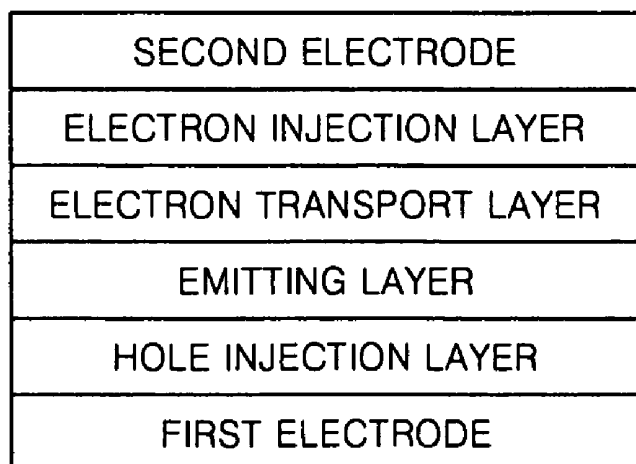 SECOND ELECTRODE
ELECTRON INJECTION LAYER
ELECTRON TRANSPORT LAYER
EMITTING LAYER
HOLE INJECTION LAYER
FIRST ELECTRODE